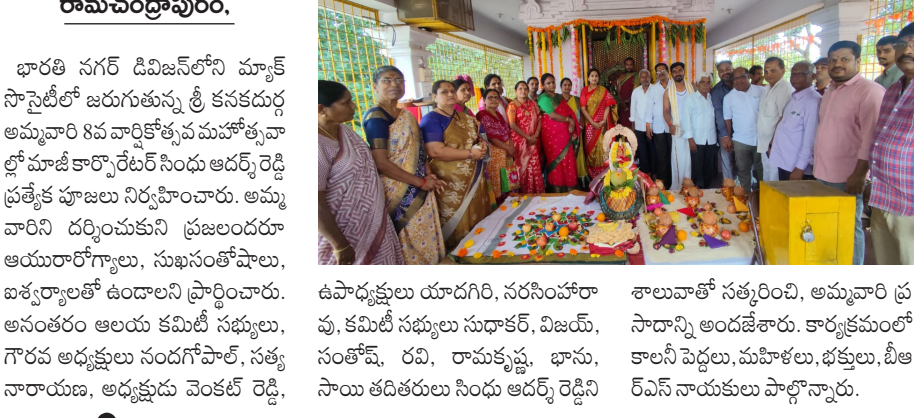 రామచంద్రాపురం,
భారతి నగర్ డివిజన్‌లోని మ్యాక్
సొసైటీలో జరుగుతున్న శ్రీ కనకదుర్గ
అమ్మవారి 8వ వార్షికోత్సవ మహోత్సవా
ల్లో మాజీ కార్పొరేటర్ సింధు ఆదర్శ్ రెడ్డి
ప్రత్యేక పూజలు నిర్వహించారు. అమ్మ
వారిని దర్శించుకుని ప్రజలందరూ
ఆయురారోగ్యాలు, సుఖసంతోషాలు,
ఐశ్వర్యాలతో ఉండాలని ప్రార్థించారు.
అనంతరం ఆలయ కమిటీ సభ్యులు,
గౌరవ అధ్యక్షులు నందగోపాల్, సత్య
నారాయణ, అధ్యక్షుడు వెంకట్ రెడ్డి,
ఉపాధ్యక్షులు యాదగిరి, నరసింహారా
వు, కమిటీ సభ్యులు సుధాకర్, విజయ్,
సంతోష్, రవి, రామకృష్ణ, భాను,
సాయి తదితరులు సింధు ఆదర్శ్ రెడ్డిని
శాలువాతో సత్కరించి, అమ్మవారి ప్ర
సాదాన్ని అందజేశారు. కార్యక్రమంలో
కాలనీ పెద్దలు, మహిళలు, భక్తులు, బీఆ
ర్ఎస్ నాయకులు పాల్గొన్నారు.